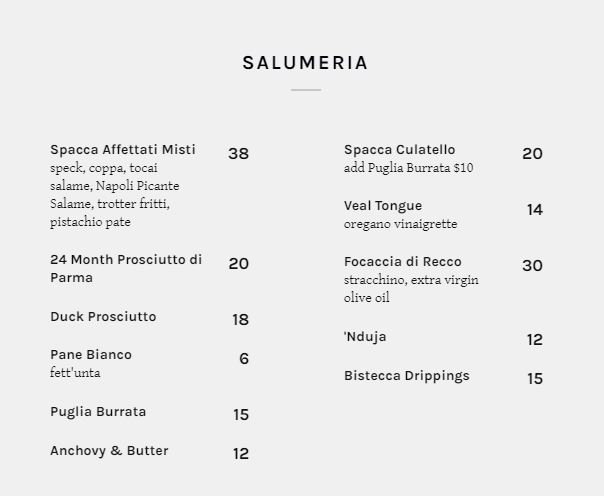 SALUMERIA
Spacca Affettati Misti 38
speck, coppa, tocai
salame, Napoli Picante
Salame, trotter fritti,
pistachio pate
24 Month Prosciutto di 20
Parma
Duck Prosciutto 18
Pane Bianco 6
fett'unta
Puglia Burrata 15
Anchovy & Butter 12
Spacca Culatello 20
add Puglia Burrata $10
Veal Tongue 14
oregano vinaigrette
Focaccia di Recco 30
stracchino, extra virgin
olive oil
'Nduja 12
Bistecca Drippings 15